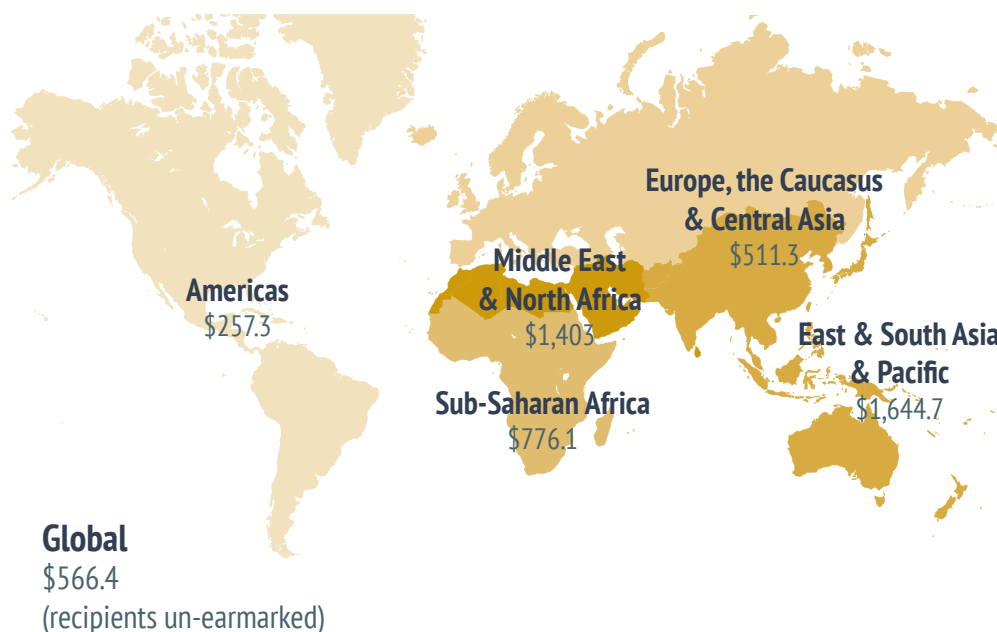 Europe, the Caucasus
& Central Asia
$511.3
Middle East
& North Africa
$1,403
Americas
$257.3
East & South Asia
& Pacific
$1,644.7
Sub-Saharan Africa
$776.1
Global
$566.4
(recipients un-earmarked)